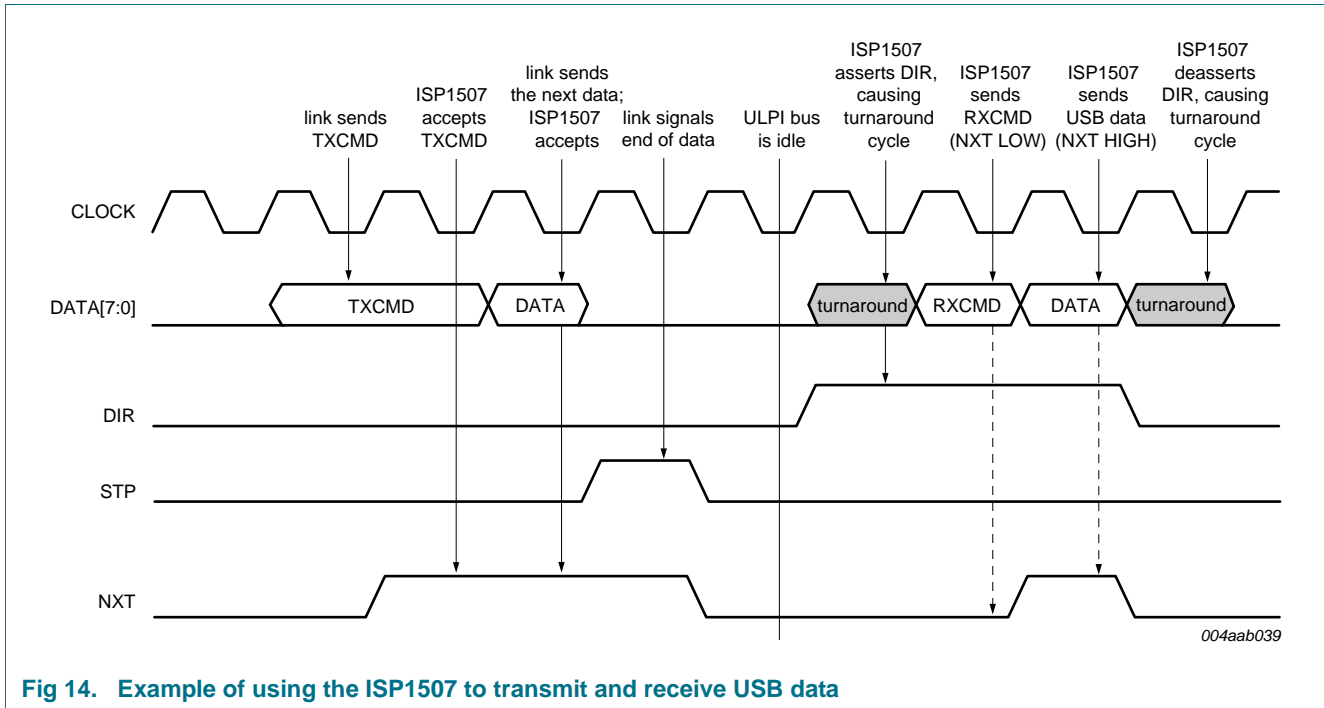 link sends
TXCMD
ISP1507
accepts
TXCMD
link sends
the next data;
ISP1507
accepts
link signals
end of data
ULPI bus
is idle
ISP1507
asserts DIR,
causing
turnaround
cycle
ISP1507
sends
RXCMD
(NXT LOW)
ISP1507
sends
USB data
(NXT HIGH)
ISP1507
deasserts
DIR, causing
turnaround
cycle
CLOCK
DATA[7:0]
TXCMD
DATA
turnaround
RXCMD
DATA
turnaround
DIR
STP
NXT
004aab039
Fig 14. Example of using the ISP1507 to transmit and receive USB data